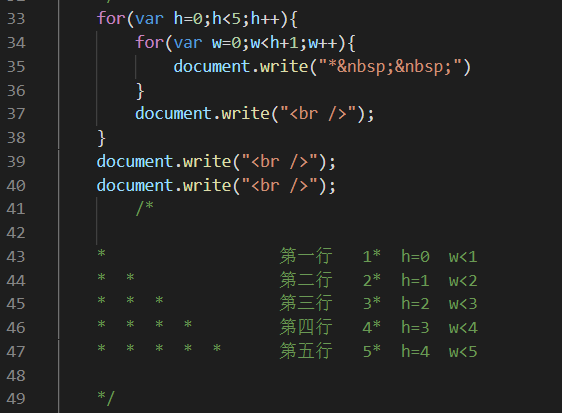 33 for(var h=0;h<5;h++){
34 for(var w=0;w<h+1;w++){
35 document.write("*&nbsp;&nbsp;")
36 }
37 document.write("<br />");
38 }
39 document.write("<br />");
40 document.write("<br />");
41 /*
42
43 * 第一行 1* h=0 w<1
44 * * 第二行 2* h=1 w<2
45 * * * 第三行 3* h=2 w<3
46 * * * * 第四行 4* h=3 w<4
47 * * * * * 第五行 5* h=4 w<5
48
49 */